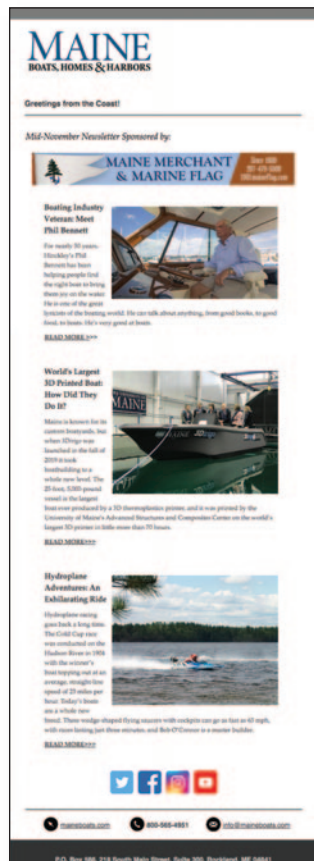 MAINE
BOATS, HOMES & HARBORS
Greetings from the Coast!
Mid-November Newsletter Sponsored by:
MAINE MERCHANT
& MARINE FLAG
Boating Industry
Veteran: Meet
Phil Bennett
For nearly 50 years,
Hinckley's Phil
Bennett has been
helping people find
the right boat to bring
them joy on the water.
He is one of the great
lyricists of the boating world. He can talk about anything, from good books, to good
food, to boats. He's very good at boats.
READ MORE >>>
World's Largest
3D Printed Boat:
How Did They
Do It?
MAINE
Maine is known for its
custom boatyards, but
when 3Dirigo was
launched in the fall of
2019 it took
boatbuilding to a
whole new level. The
25-foot, 5,000-pound
vessel is the largest
boat ever produced by a 3D thermoplastics printer, and it was printed by the
University of Maine's Advanced Structures and Composites Center on the world's
largest 3D printer in little more than 70 hours.
READ MORE>>>
Hydroplane
Adventures: An
Exhilarating Ride
Hydroplane racing
goes back a long time.
The Gold Cup race
was conducted on the
Hudson River in 1904
with the winner's
boat topping out at an
average, straight-line
speed of 23 miles per
hour. Today's boats
are a whole new
breed. These wedge-shaped flying saucers with cockpits can go as fast as 65 mph,
with races lasting just three minutes, and Bob O'Connor is a master builder.
READ MORE>>>
maineboats.com 800-565-4951 info@maineboats.com
P.O. Box 566, 218 South Main Street, Suite 300, Rockland, ME 04841